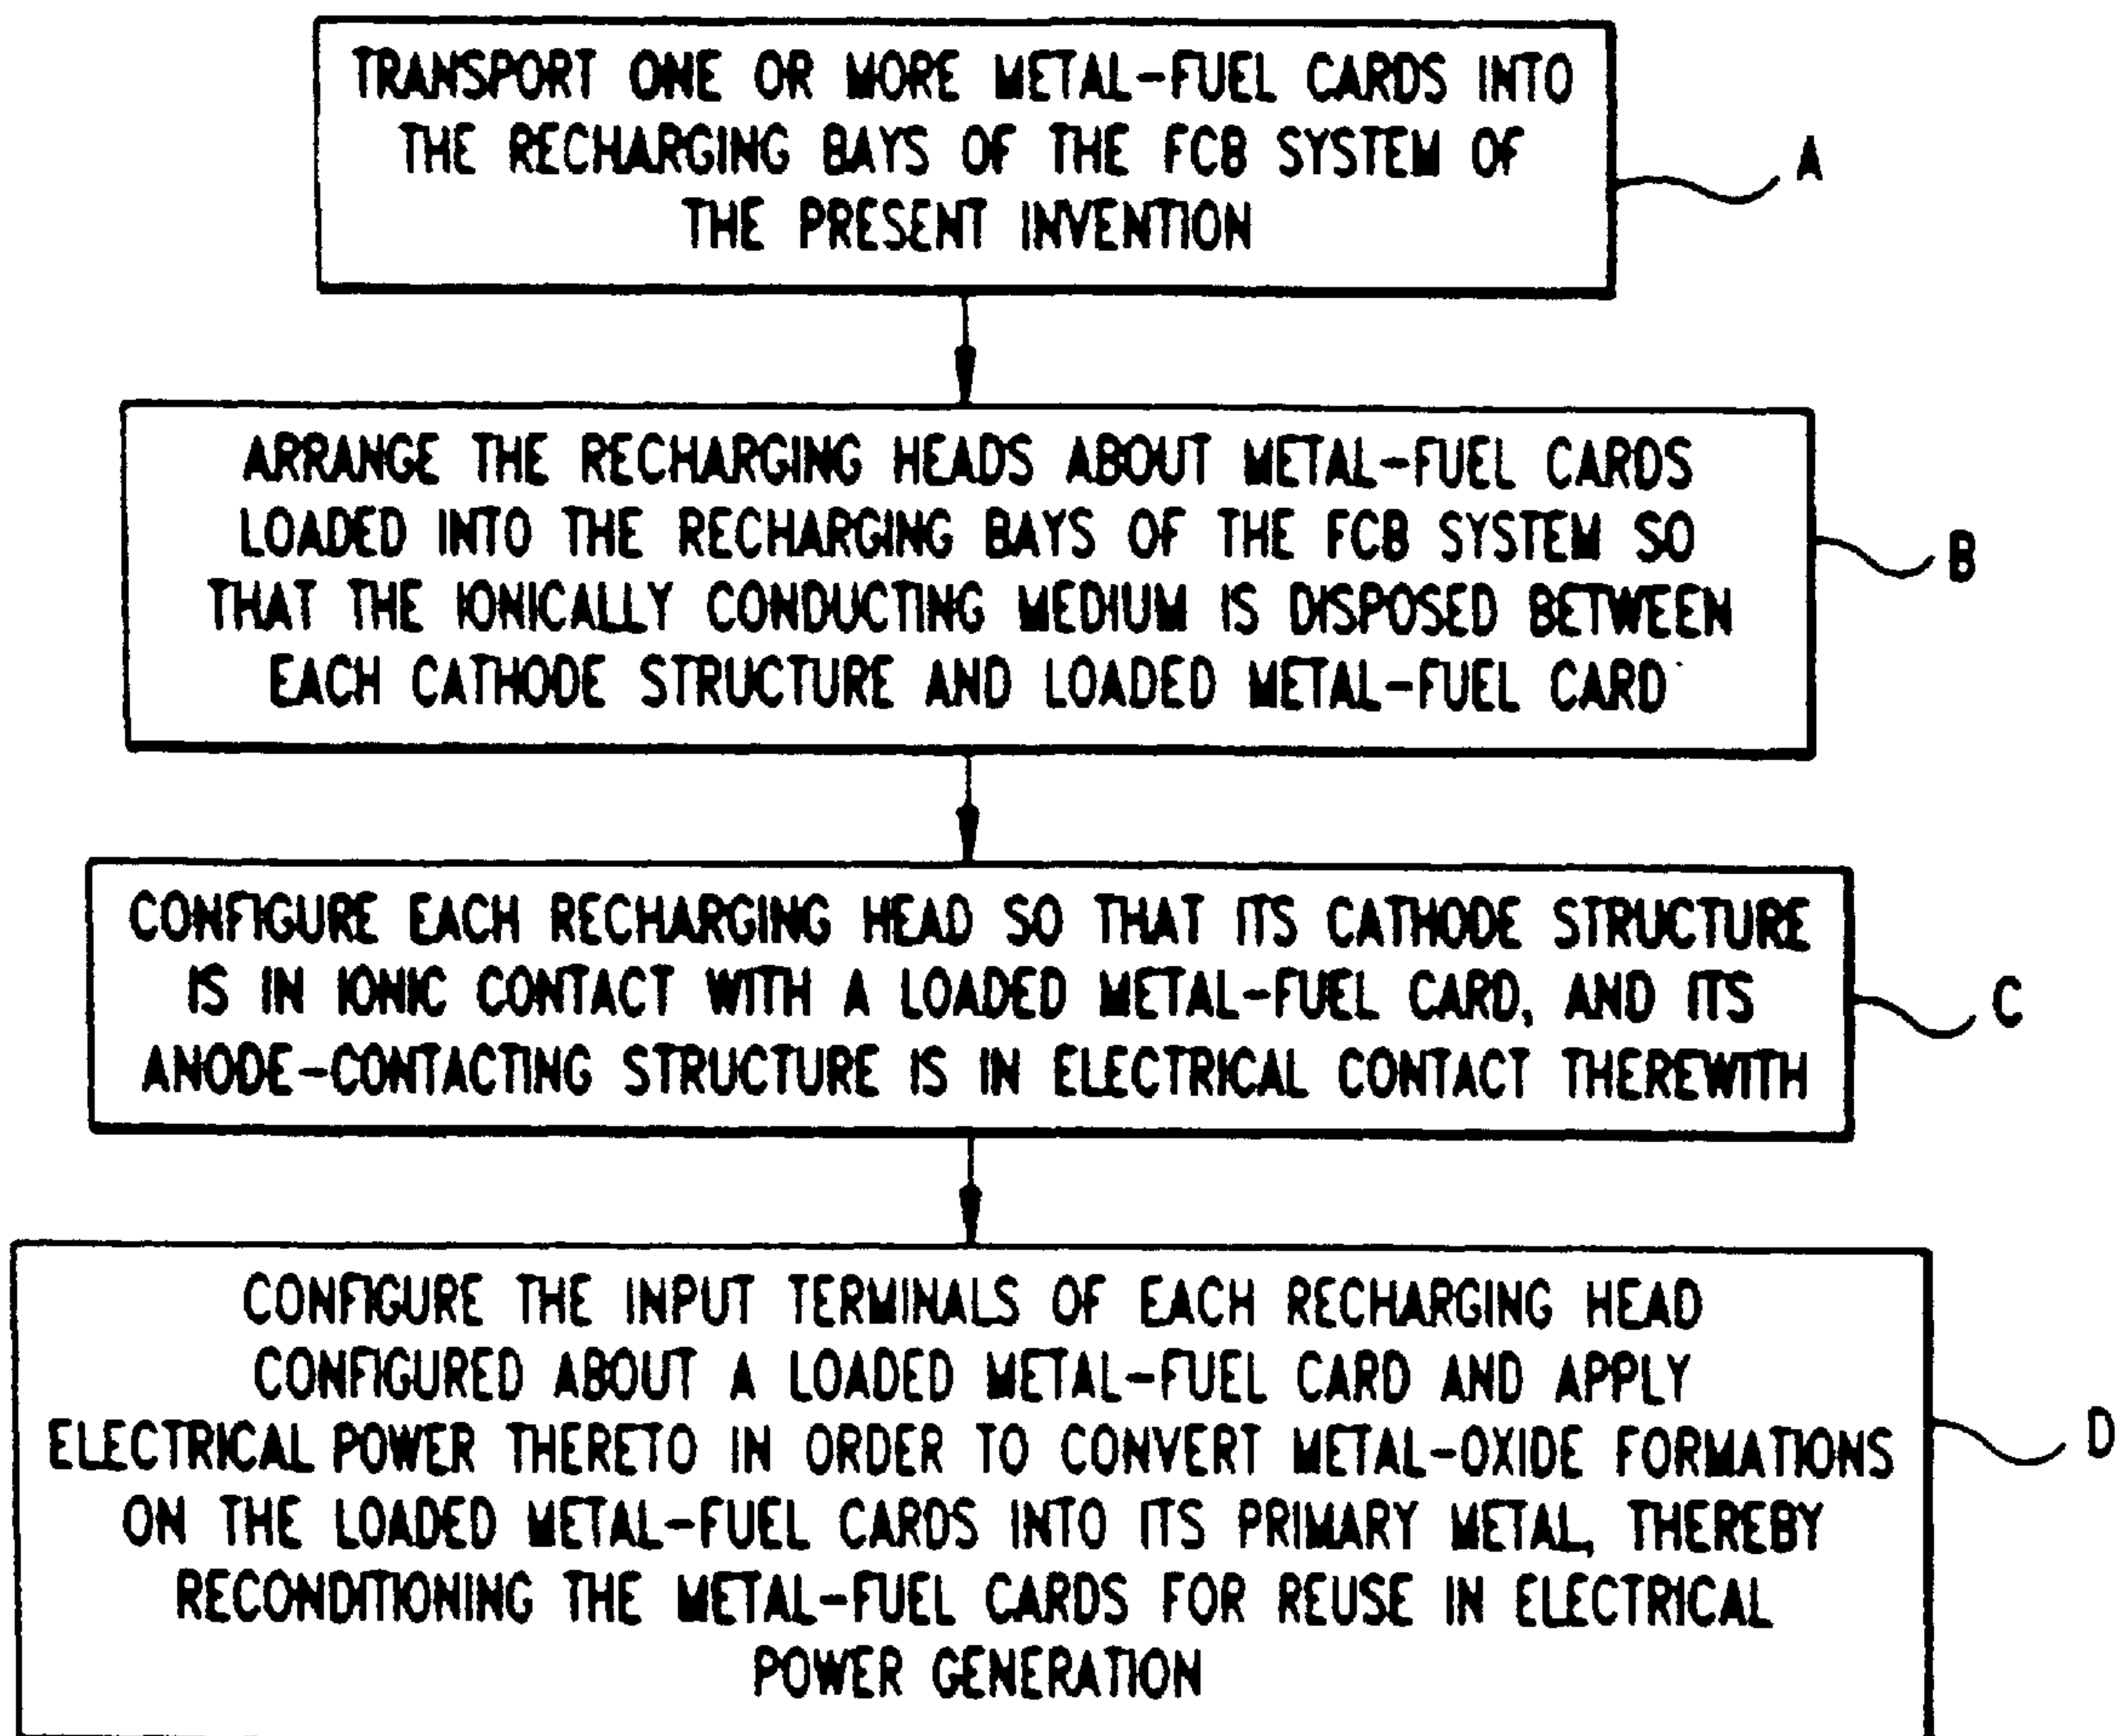 TRANSPORT ONE OR MORE METAL-FUEL CARDS INTO
THE RECHARGING BAYS OF THE FCB SYSTEM OF
THE PRESENT INVENTION
A
ARRANGE THE RECHARGING HEADS ABOUT METAL-FUEL CARDS
LOADED INTO THE RECHARGING BAYS OF THE FCB SYSTEM SO
THAT THE IONICALLY CONDUCTING MEDIUM IS DISPOSED BETWEEN
EACH CATHODE STRUCTURE AND LOADED METAL-FUEL CARD
B
CONFIGURE EACH RECHARGING HEAD SO THAT ITS CATHODE STRUCTURE
IS IN IONIC CONTACT WITH A LOADED METAL-FUEL CARD, AND ITS
ANODE-CONTACTING STRUCTURE IS IN ELECTRICAL CONTACT THEREWITH
C
CONFIGURE THE INPUT TERMINALS OF EACH RECHARGING HEAD
CONFIGURED ABOUT A LOADED METAL-FUEL CARD AND APPLY
ELECTRICAL POWER THERETO IN ORDER TO CONVERT METAL-OXIDE FORMATIONS
ON THE LOADED METAL-FUEL CARDS INTO ITS PRIMARY METAL, THEREBY
RECONDITIONING THE METAL-FUEL CARDS FOR REUSE IN ELECTRICAL
POWER GENERATION
D